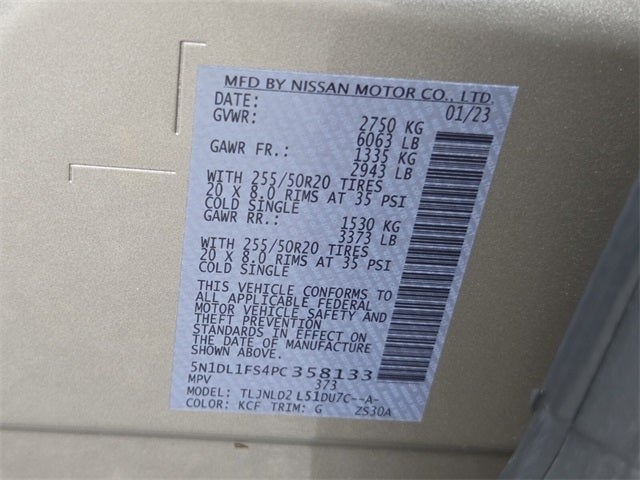 MFD BY NISSAN MOTOR CO., LTD.
DATE: 01/23
GVWR: 2750 KG
6063 LB
GAWR FR.: 1335 KG
2943 LB
WITH 255/50R20 TIRES
20 X 8.0 RIMS AT 35 PSI
COLD SINGLE
GAWR RR.: 1530 KG
3373 LB
WITH 255/50R20 TIRES
20 X 8.0 RIMS AT 35 PSI
COLD SINGLE
THIS VEHICLE CONFORMS TO
ALL APPLICABLE FEDERAL
MOTOR VEHICLE SAFETY AND
THEFT PREVENTION
STANDARDS IN EFFECT ON
THE DATE OF MANUFACTURE
SHOWN ABOVE.
5N1DL1FS4PC358133
MPV 373
MODEL: TLJNLD2 L51DU7C--A-
COLOR: KCF TRIM: G ZS30A